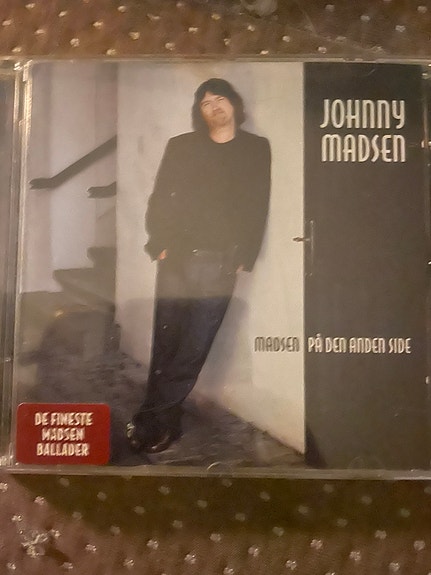 JOHNNY
MADSEN
MADSEN PÅ DEN ANDEN SIDE
DE FINESTE
MADSEN
BALLADER